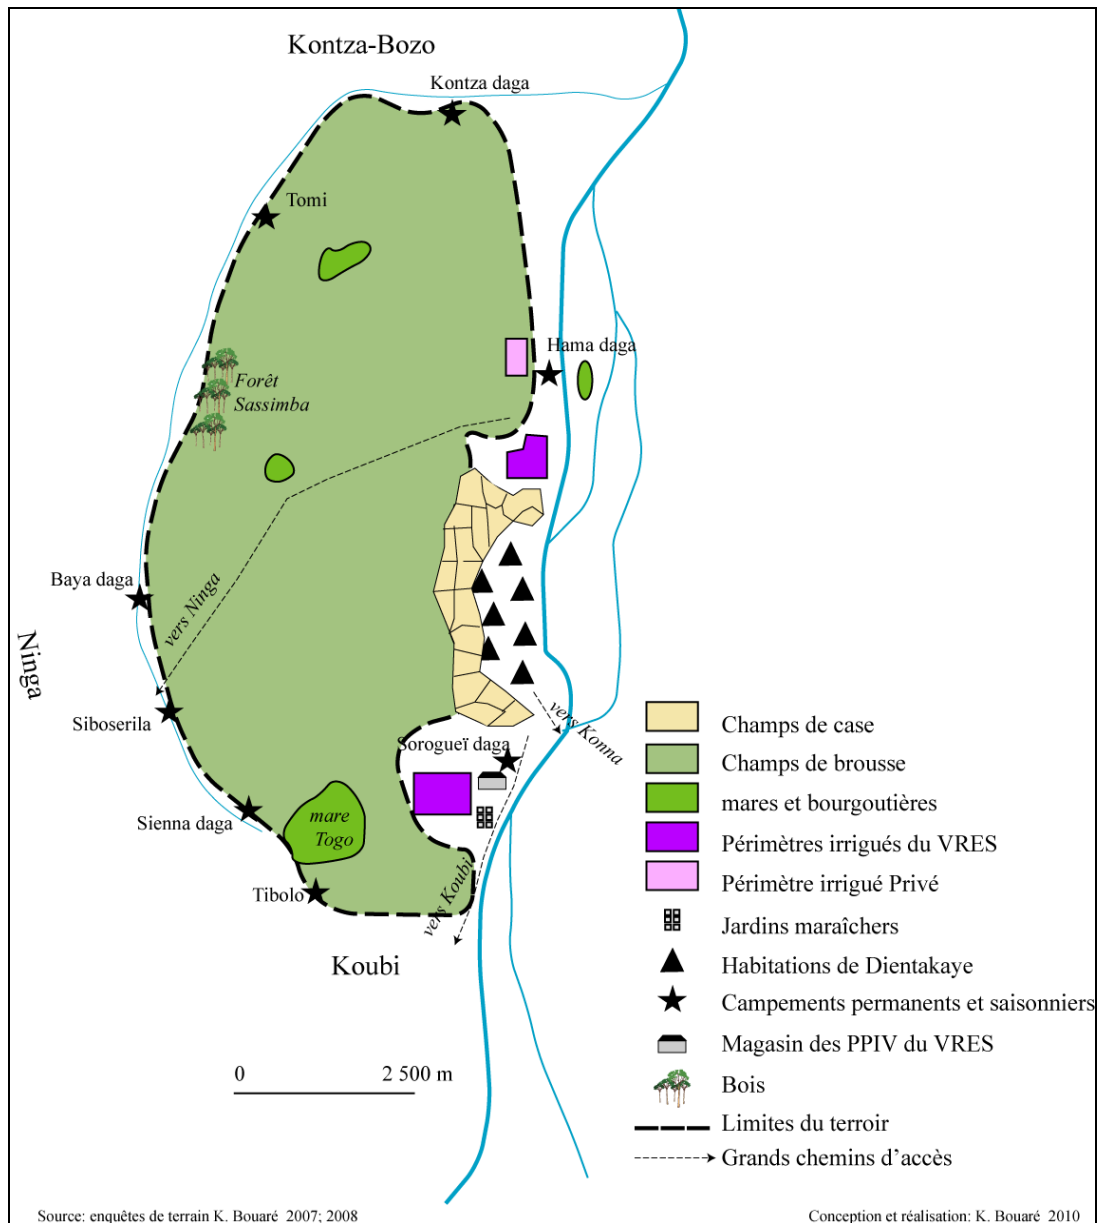 Kontza-Bozo
Kontza daga
Tomi
Hama daga
Forêt
Sassimba
Baya daga
vers Ninga
Ninga
Siboserila
vers Konna
Sorogueï daga
Sienna daga
mare
Togo
Tibolo
vers Koubi
Koubi
Champs de case
Champs de brousse
mares et bourgoutières
Périmètres irrigués du VRES
Périmètre irrigué Privé
Jardins maraîchers
Habitations de Dientakaye
Campements permanents et saisonniers
Magasin des PPIV du VRES
Bois
Limites du terroir
Grands chemins d’accès
0 2 500 m
Source: enquêtes de terrain K. Bouaré 2007; 2008
Conception et réalisation: K. Bouaré 2010